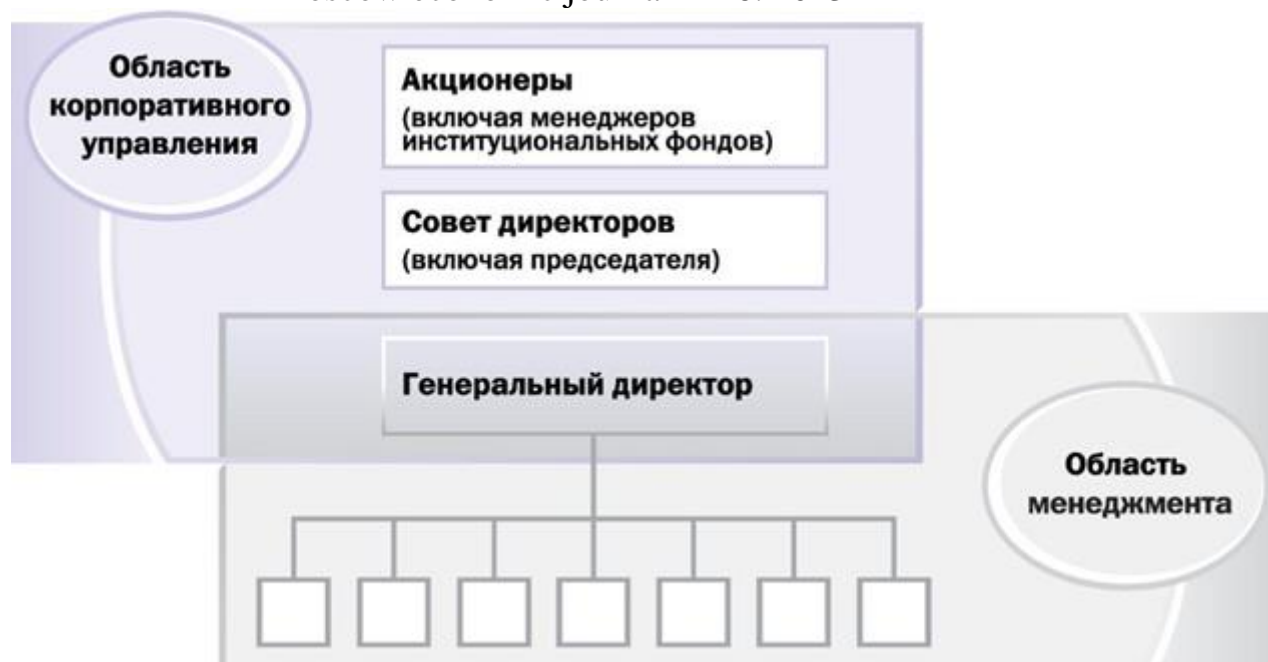 Область
корпоративного
управления
Акционеры
(включая менеджеров
институциональных фондов)
Совет директоров
(включая председателя)
Генеральный директор
Область
менеджмента